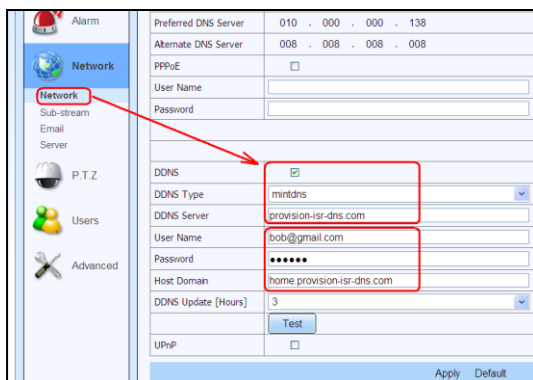 Alarm
Network
Network
Sub-stream
Email
Server
P.T.Z
Users
Advanced
Preferred DNS Server 010 . 000 . 000 . 138
Alternate DNS Server 008 . 008 . 008 . 008
PPPoE
User Name
Password
DDNS
DDNS Type mintdns
DDNS Server provision-isr-dns.com
User Name bob@gmail.com
Password ●●●●●●
Host Domain home.provision-isr-dns.com
DDNS Update [Hours] 3
Test
UPnP
Apply Default